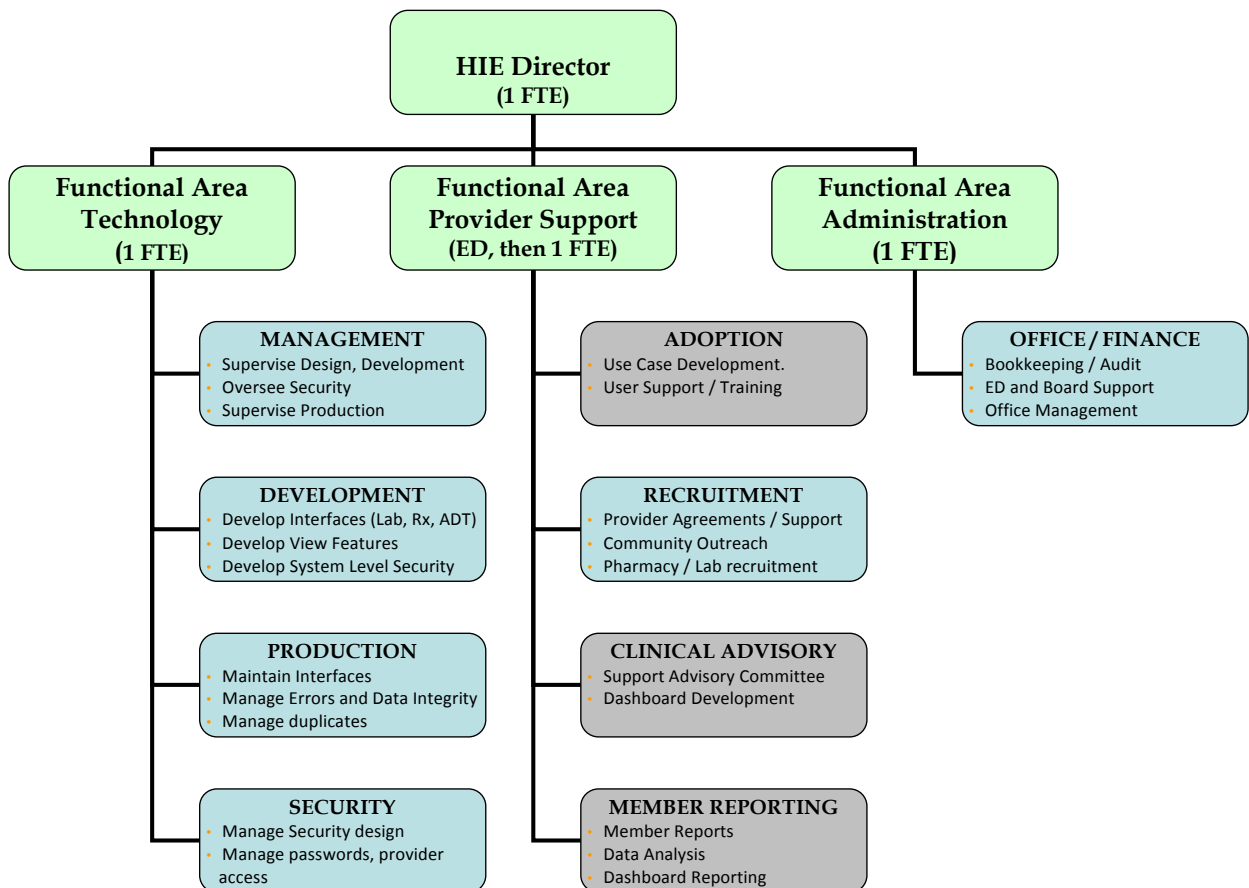 HIE Director
(1 FTE)
Functional Area
Technology
(1 FTE)
Functional Area
Provider Support
(ED, then 1 FTE)
Functional Area
Administration
(1 FTE)
MANAGEMENT
• Supervise Design, Development
• Oversee Security
• Supervise Production
DEVELOPMENT
• Develop Interfaces (Lab, Rx, ADT)
• Develop View Features
• Develop System Level Security
PRODUCTION
• Maintain Interfaces
• Manage Errors and Data Integrity
• Manage duplicates
SECURITY
• Manage Security design
• Manage passwords, provider
access
ADOPTION
• Use Case Development.
• User Support / Training
RECRUITMENT
• Provider Agreements / Support
• Community Outreach
• Pharmacy / Lab recruitment
CLINICAL ADVISORY
• Support Advisory Committee
• Dashboard Development
MEMBER REPORTING
• Member Reports
• Data Analysis
• Dashboard Reporting
OFFICE / FINANCE
• Bookkeeping / Audit
• ED and Board Support
• Office Management